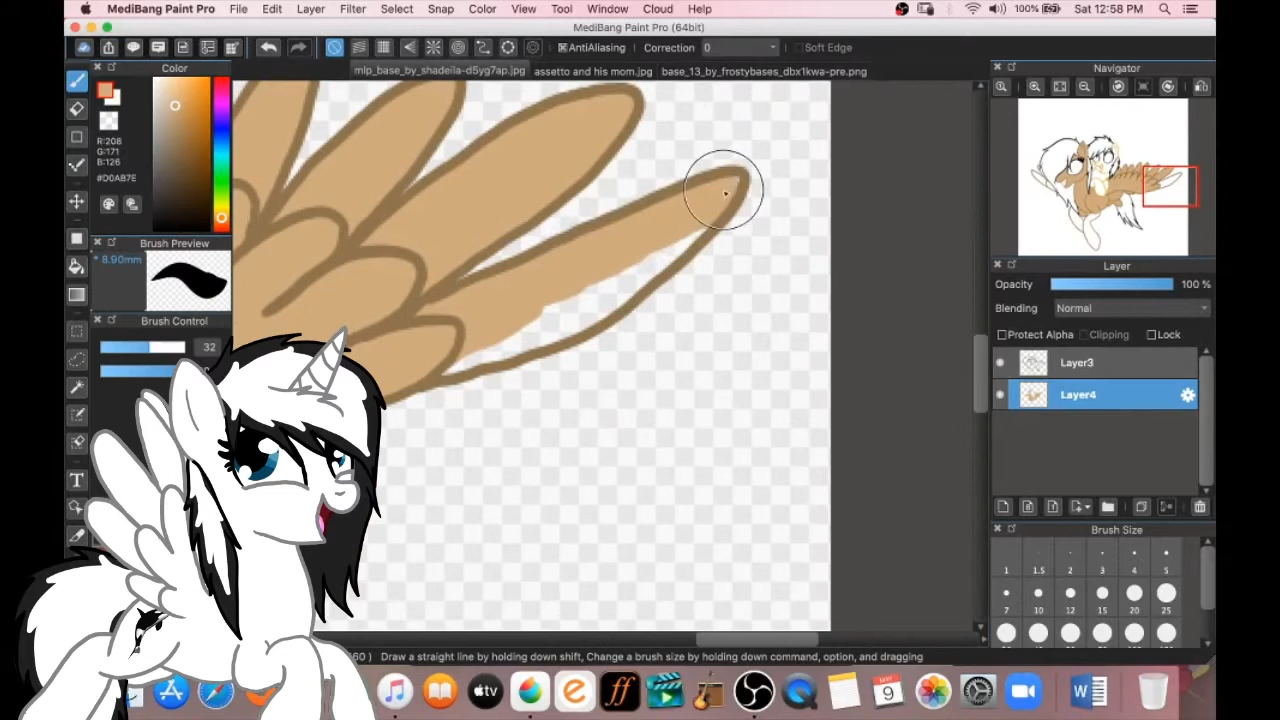 MediBang Paint Pro File Edit Layer Filter Select Snap Color View Tool Window Cloud Help 100% Sat 12:58 PM
MediBang Paint Pro (64bit)
AntiAliasing Correction 0 Soft Edge
mlp_base_by_shadeila-d5yg7ap.jpg assetto and his mom.jpg base_13_by_frostybases_dbx1kwa-pre.png
Color
R:208
G:171
B:126
#D0AB7E
Brush Preview
* 8.90mm
Brush Control
32
Navigator
Layer
Opacity 100 %
Blending Normal
Protect Alpha Clipping Lock
Layer3
Layer4
Brush Size
1 1.5 2 3 4 5
7 10 12 15 20 25
Draw a straight line by holding down shift, Change a brush size by holding down command, option, and dragging
T
tv
e
ff
MAY
9
W